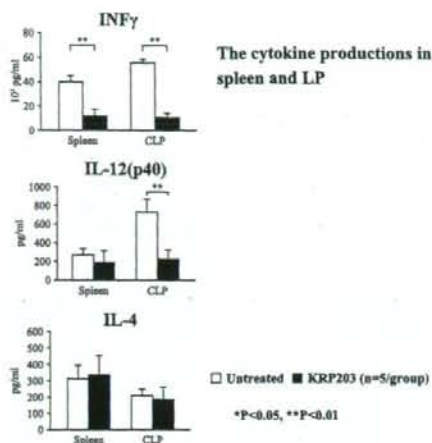 INFγ
The cytokine productions in
spleen and LP
10³ pg/ml
80
60
40
20
0
**
**
Spleen
CLP
IL-12(p40)
pg/ml
1000
800
600
400
200
0
**
Spleen
CLP
IL-4
pg/ml
600
500
400
300
200
100
0
Spleen
CLP
Untreated
KRP203 (n=5/group)
*P<0.05, **P<0.01